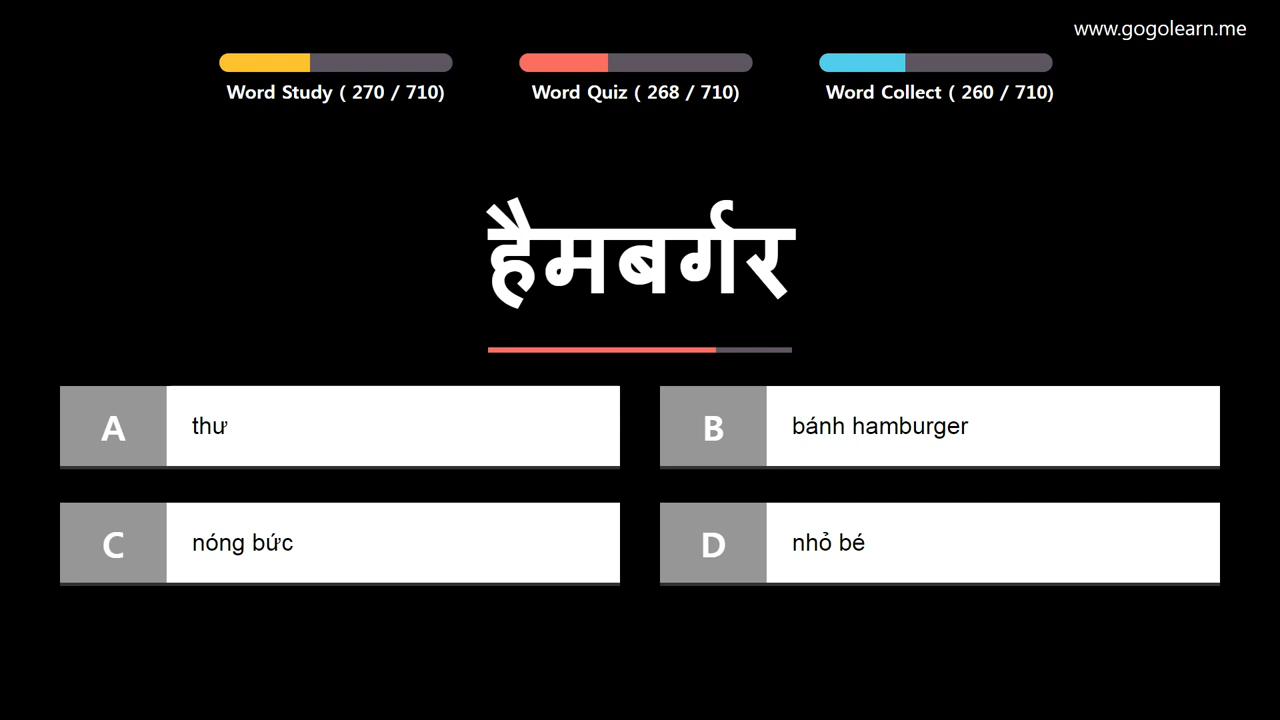 www.gogolearn.me
Word Study ( 270 / 710)
Word Quiz ( 268 / 710)
Word Collect ( 260 / 710)
हैमबर्गर
A thư
B bánh hamburger
C nóng bức
D nhỏ bé